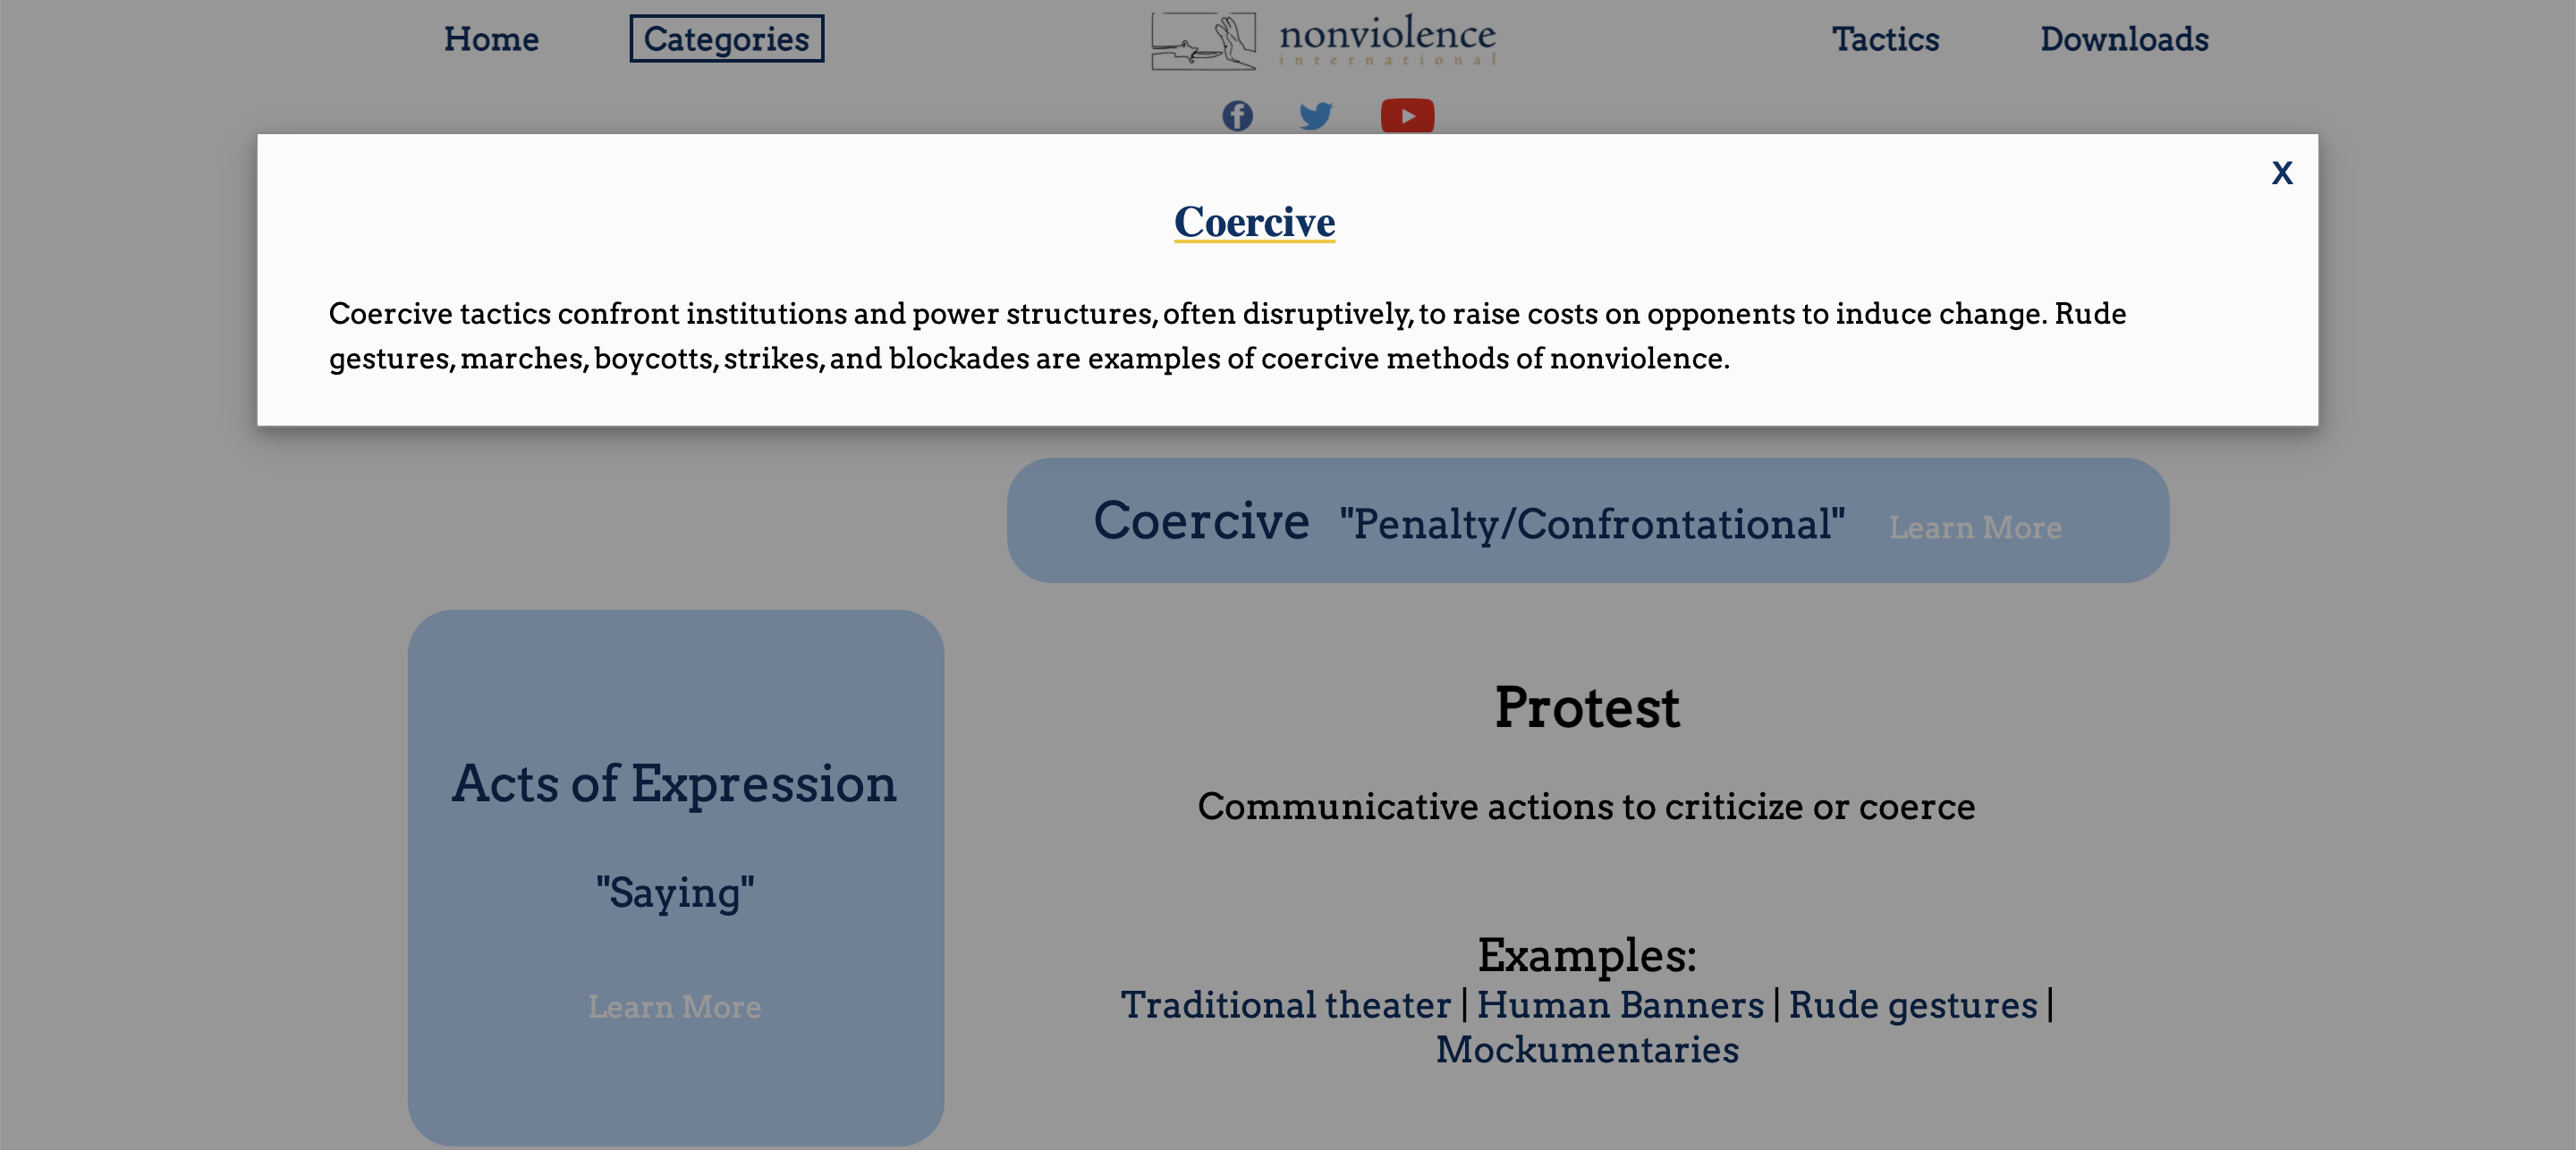 Home Categories nonviolence Tactics Downloads
international
X
Coercive
Coercive tactics confront institutions and power structures, often disruptively, to raise costs on opponents to induce change. Rude
gestures, marches, boycotts, strikes, and blockades are examples of coercive methods of nonviolence.
Coercive "Penalty/Confrontational" Learn More
Acts of Expression
"Saying"
Learn More
Protest
Communicative actions to criticize or coerce
Examples:
Traditional theater | Human Banners | Rude gestures |
Mockumentaries